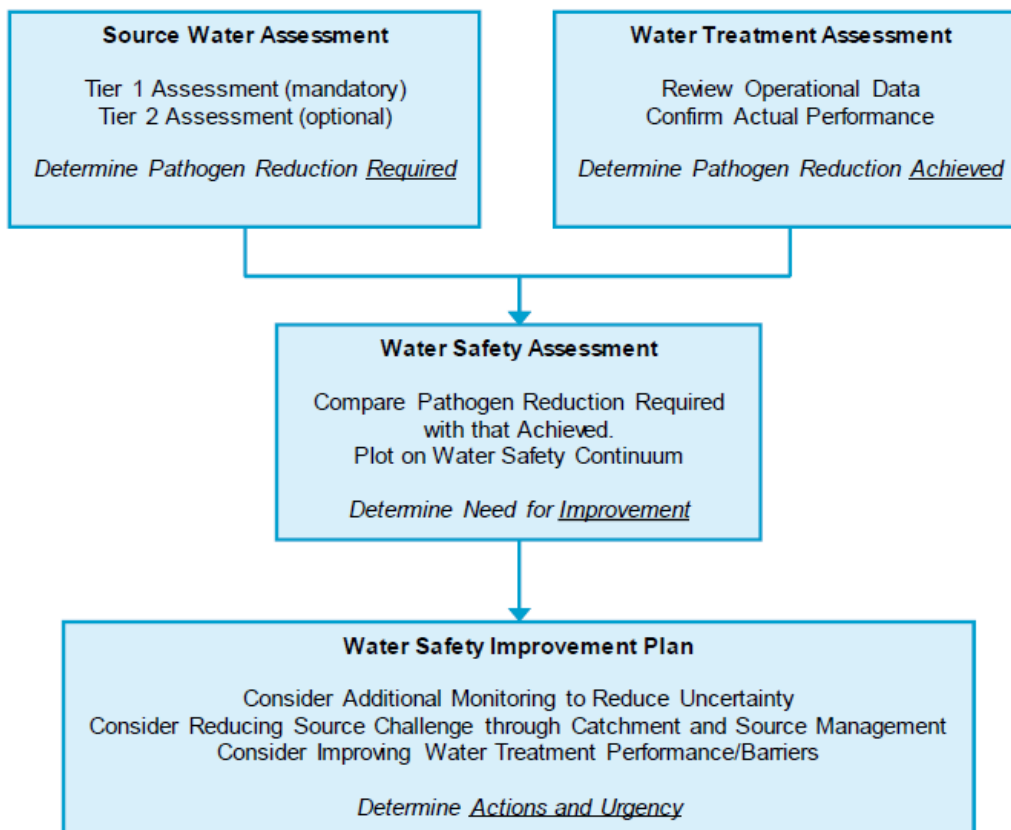 Source Water Assessment
Tier 1 Assessment (mandatory)
Tier 2 Assessment (optional)
Determine Pathogen Reduction Required
Water Treatment Assessment
Review Operational Data
Confirm Actual Performance
Determine Pathogen Reduction Achieved
Water Safety Assessment
Compare Pathogen Reduction Required
with that Achieved.
Plot on Water Safety Continuum
Determine Need for Improvement
Water Safety Improvement Plan
Consider Additional Monitoring to Reduce Uncertainty
Consider Reducing Source Challenge through Catchment and Source Management
Consider Improving Water Treatment Performance/Barriers
Determine Actions and Urgency